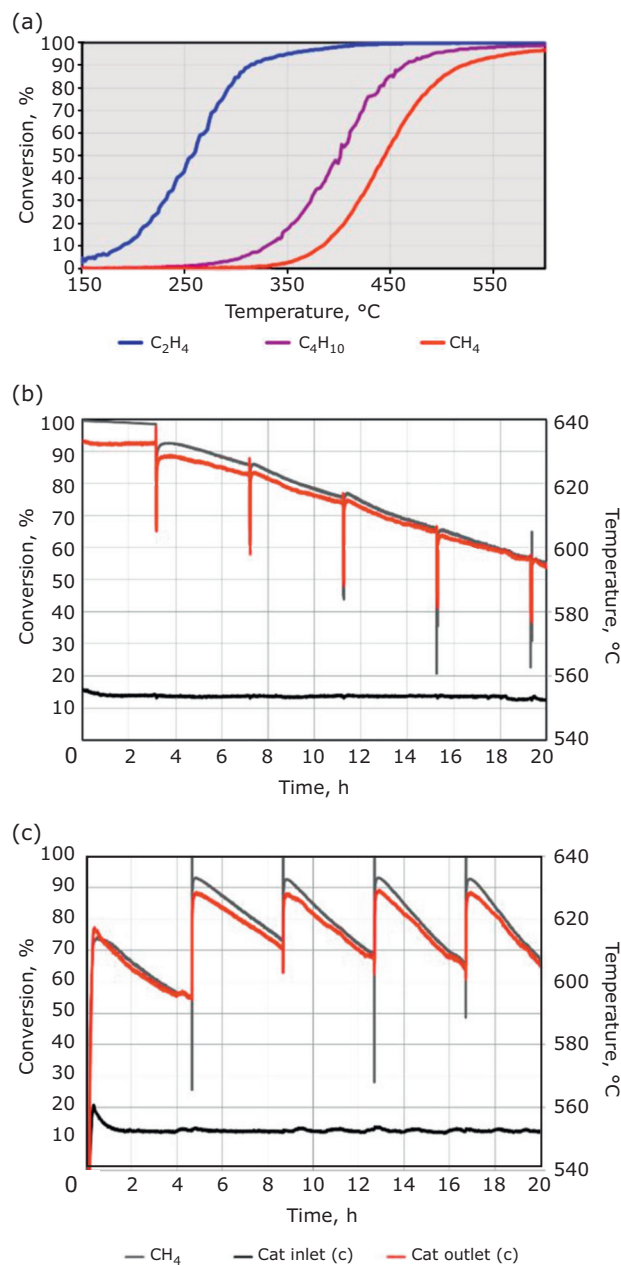 (a)
100
90
80
70
60
50
40
30
20
10
0
Conversion, %
150
250
350
450
550
Temperature, °C
C₂H₄
C₄H₁₀
CH₄
(b)
100
90
80
70
60
50
40
30
20
10
0
Conversion, %
640
620
600
580
560
540
Temperature, °C
2 4 6 8 10 12 14 16 18 20
Time, h
(c)
100
90
80
70
60
50
40
30
20
10
0
Conversion, %
640
620
600
580
560
540
Temperature, °C
2 4 6 8 10 12 14 16 18 20
Time, h
CH₄
Cat inlet (c)
Cat outlet (c)